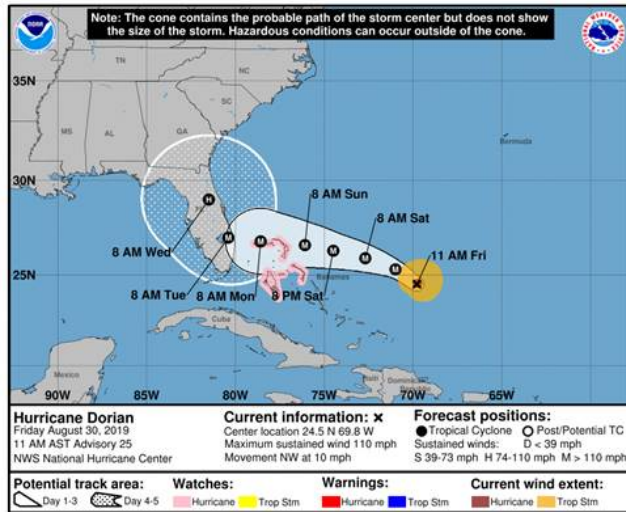 Note: The cone contains the probable path of the storm center but does not show
the size of the storm. Hazardous conditions can occur outside of the cone.
NOAA
35N
30N
25N
TN
NC
SC
MS
AL
GA
Bermuda
8 AM Sun
8 AM Sat
11 AM Fri
8 AM Wed
8 AM Tue
8 AM Mon
8 PM Sat
Bahamas
Cuba
Mexico
Haiti
Dominican
Republic
H
M
M
M
M
M
M
90W
85W
80W
75W
70W
65W
Hurricane Dorian
Friday August 30, 2019
11 AM AST Advisory 25
NWS National Hurricane Center
Current information: x
Center location 24.5 N 69.8 W
Maximum sustained wind 110 mph
Movement NW at 10 mph
Forecast positions:
Tropical Cyclone Post/Potential TC
Sustained winds: D < 39 mph
S 39-73 mph H 74-110 mph M > 110 mph
Potential track area:
Day 1-3 Day 4-5
Watches:
Hurricane Trop Stm
Warnings:
Hurricane Trop Stm
Current wind extent:
Hurricane Trop Stm